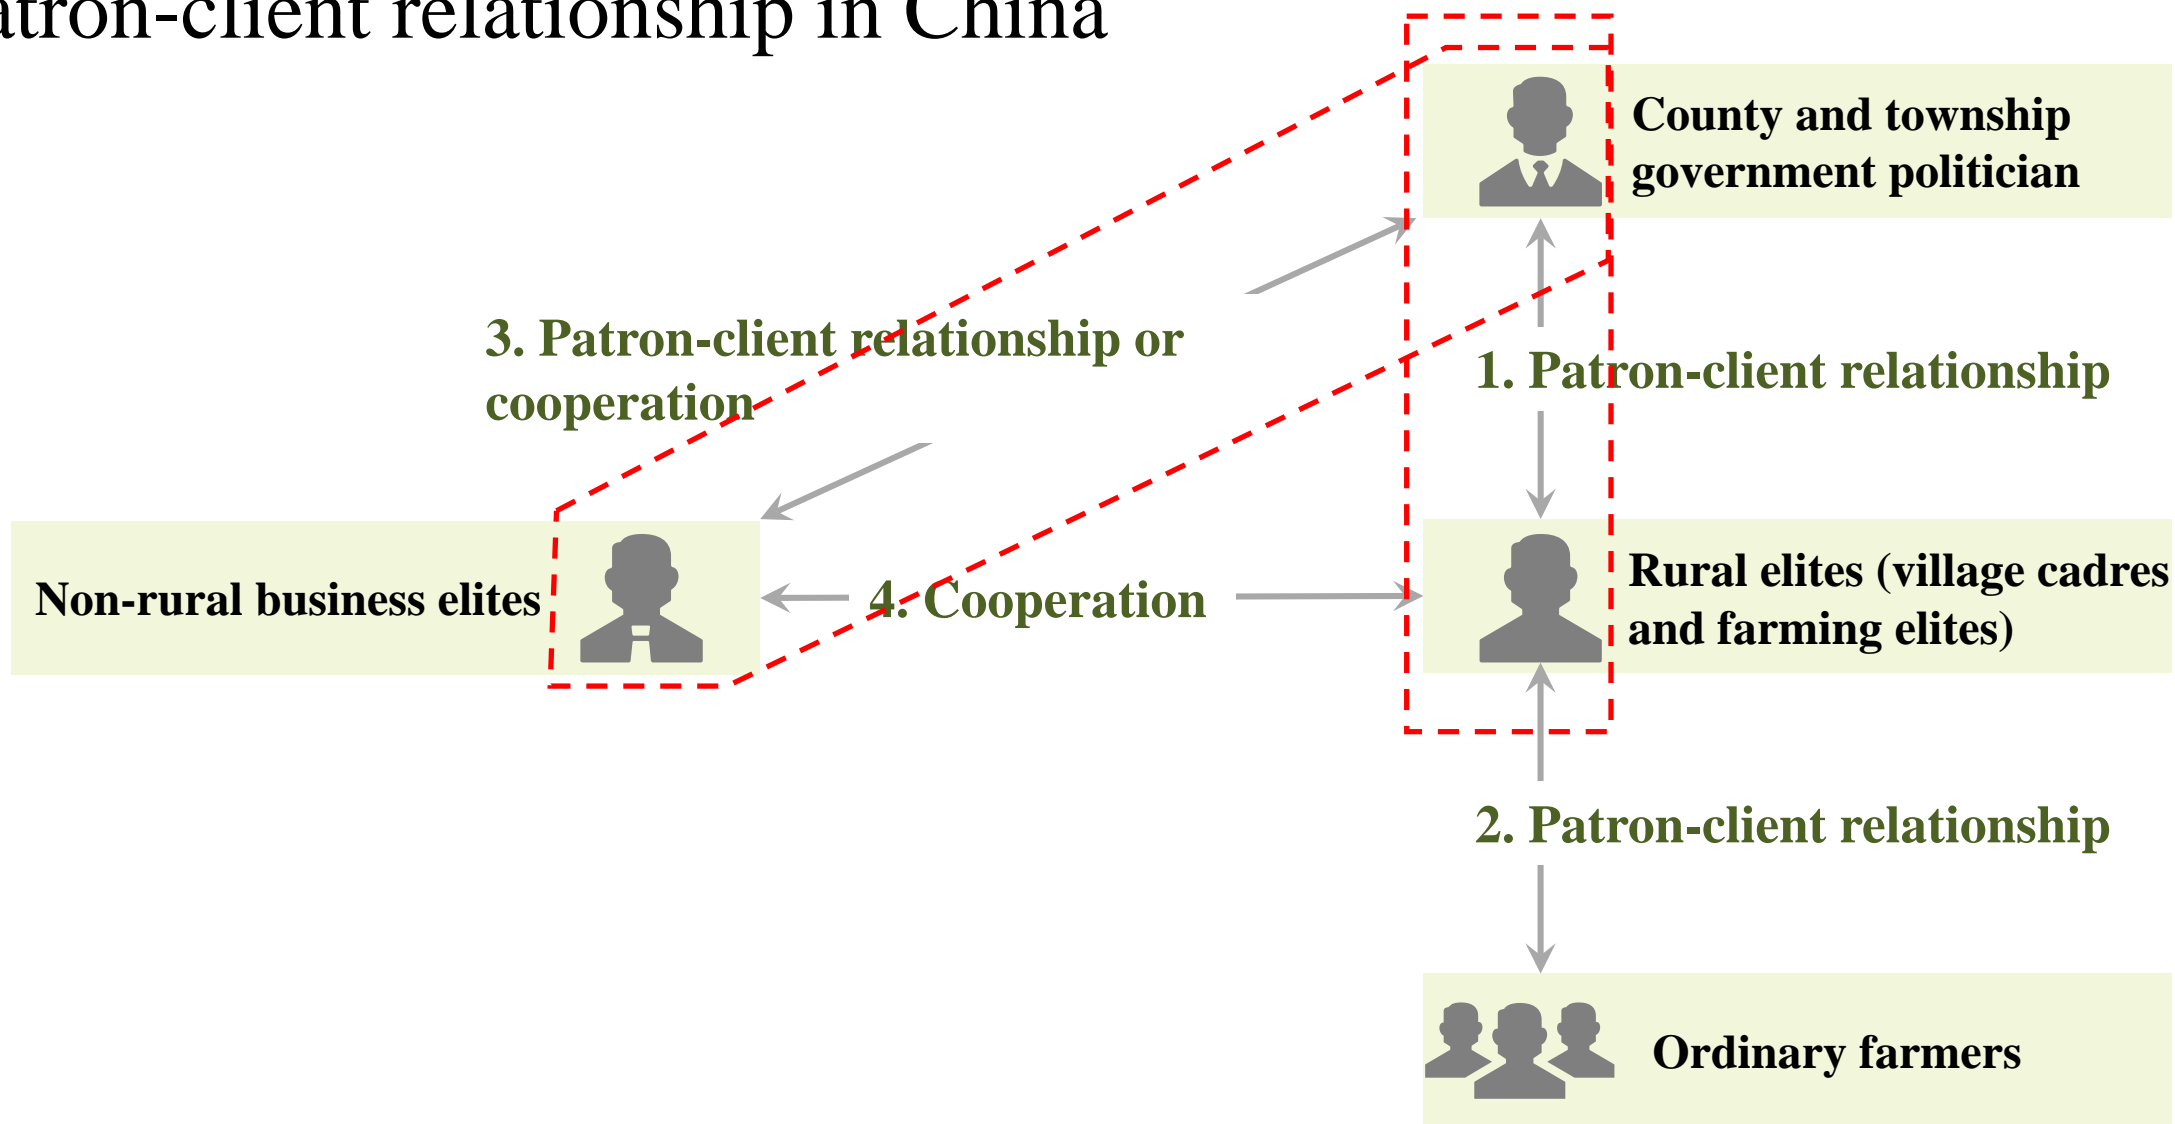 atron-client relationship in China
County and township
government politician
3. Patron-client relationship or
cooperation
1. Patron-client relationship
Non-rural business elites
4. Cooperation
Rural elites (village cadres
and farming elites)
2. Patron-client relationship
Ordinary farmers